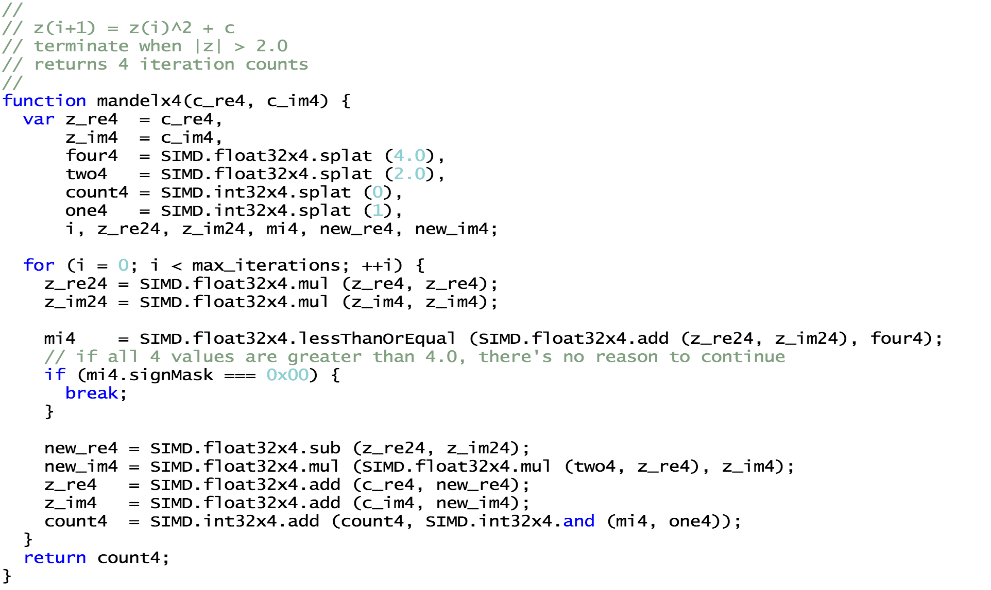 //
// z(i+1) = z(i)^2 + c
// terminate when |z| > 2.0
// returns 4 iteration counts
//
function mandelx4(c_re4, c_im4) {
  var z_re4  = c_re4,
      z_im4  = c_im4,
      four4  = SIMD.float32x4.splat (4.0),
      two4   = SIMD.float32x4.splat (2.0),
      count4 = SIMD.int32x4.splat (0),
      one4   = SIMD.int32x4.splat (1),
      i, z_re24, z_im24, mi4, new_re4, new_im4;

  for (i = 0; i < max_iterations; ++i) {
    z_re24 = SIMD.float32x4.mul (z_re4, z_re4);
    z_im24 = SIMD.float32x4.mul (z_im4, z_im4);

    mi4    = SIMD.float32x4.lessThanOrEqual (SIMD.float32x4.add (z_re24, z_im24), four4);
    // if all 4 values are greater than 4.0, there's no reason to continue
    if (mi4.signMask === 0x00) {
      break;
    }

    new_re4 = SIMD.float32x4.sub (z_re24, z_im24);
    new_im4 = SIMD.float32x4.mul (SIMD.float32x4.mul (two4, z_re4), z_im4);
    z_re4   = SIMD.float32x4.add (c_re4, new_re4);
    z_im4   = SIMD.float32x4.add (c_im4, new_im4);
    count4  = SIMD.int32x4.add (count4, SIMD.int32x4.and (mi4, one4));
  }
  return count4;
}